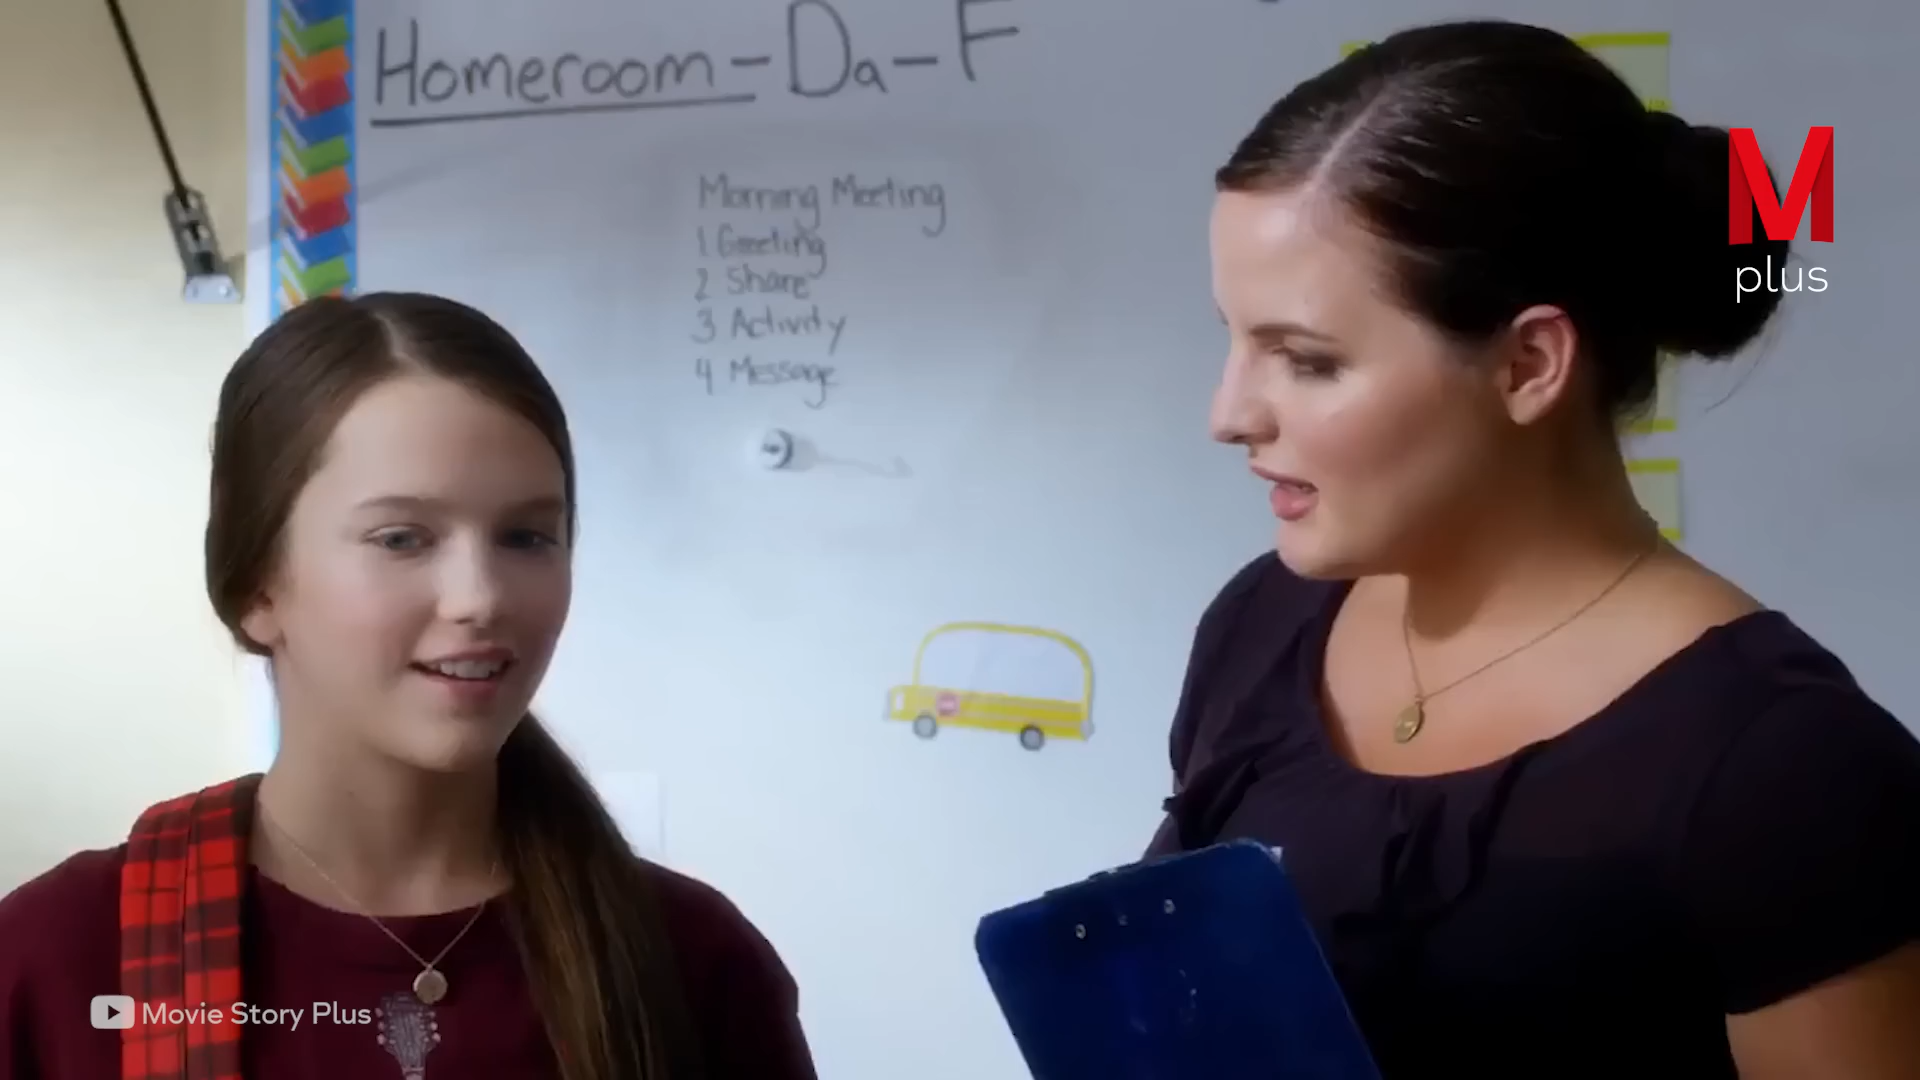 Homeroom - Da - F
Morning Meeting
1 Greeting
2 Share
3 Activity
4 Message
M
plus
Movie Story Plus